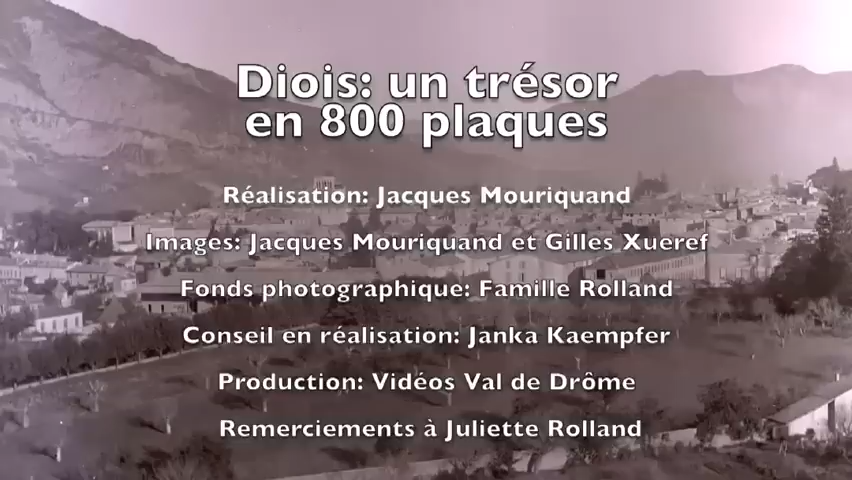 Diois: un trésor
en 800 plaques
Réalisation: Jacques Mouriquand
Images: Jacques Mouriquand et Gilles Xueref
Fonds photographique: Famille Rolland
Conseil en réalisation: Janka Kaempfer
Production: Vidéos Val de Drôme
Remerciements à Juliette Rolland